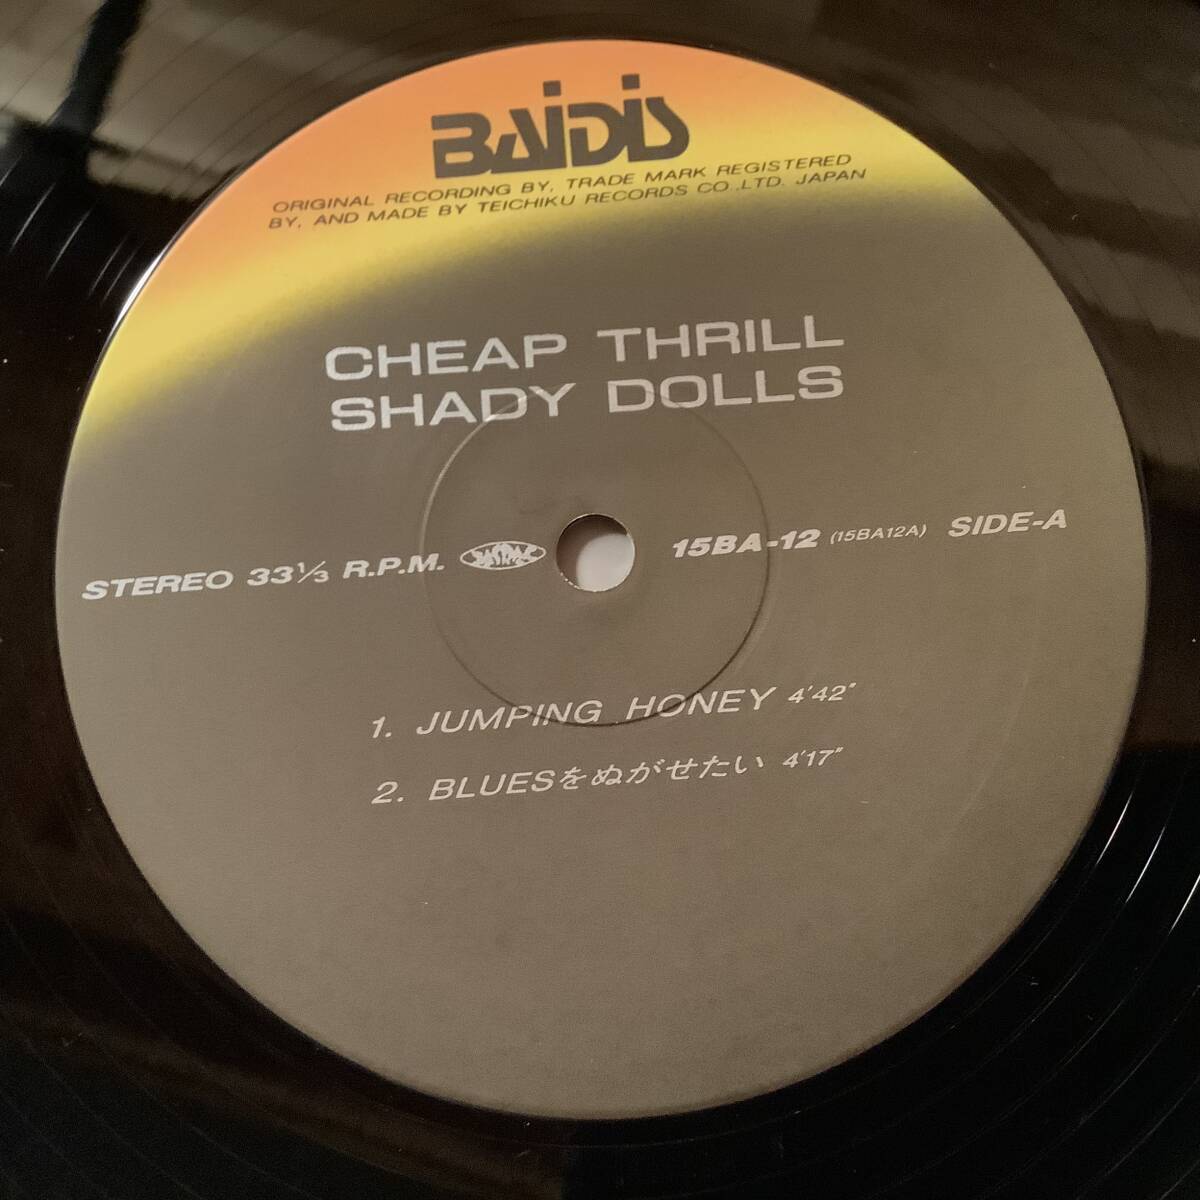 BAIDIS
ORIGINAL RECORDING BY, TRADE MARK REGISTERED
BY, AND MADE BY TEICHIKU RECORDS CO.,LTD. JAPAN
CHEAP THRILL
SHADY DOLLS
STEREO 33⅓ R.P.M. 15BA-12 (15BA12A) SIDE-A
1. JUMPING HONEY 4'42"
2. BLUESをぬがせたい 4'17"